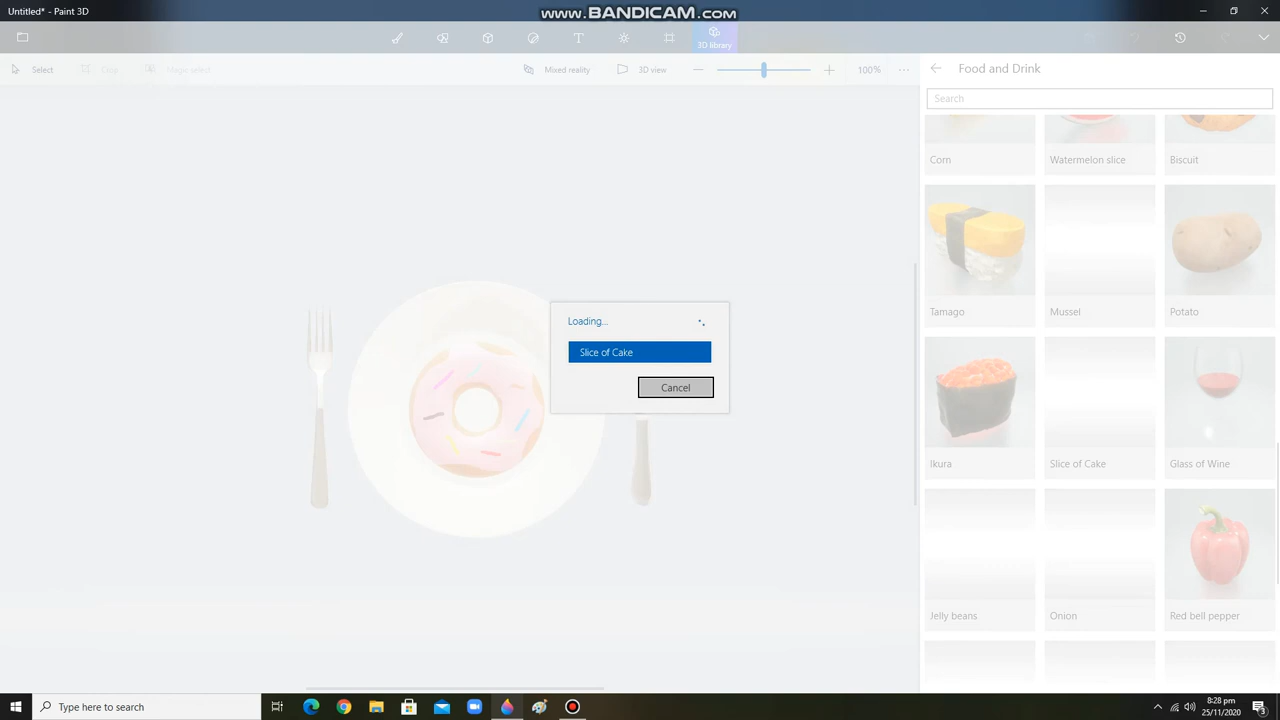 Untitled* - Paint 3D
www.BANDICAM.com
3D library
Select
Crop
Magic select
Mixed reality
3D view
100%
Food and Drink
Search
Corn
Watermelon slice
Biscuit
Tamago
Mussel
Potato
Loading...
Slice of Cake
Cancel
Ikura
Slice of Cake
Glass of Wine
Jelly beans
Onion
Red bell pepper
Type here to search
8:28 pm
25/11/2020
3